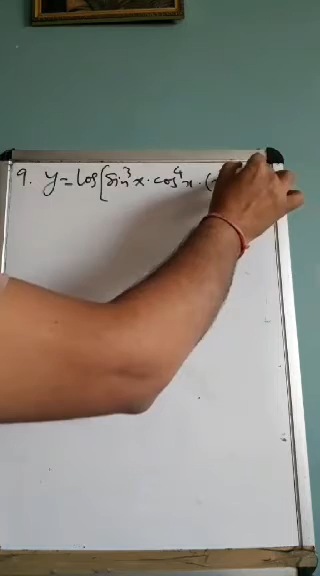 9. y = log[sin³x · cos⁴x · (